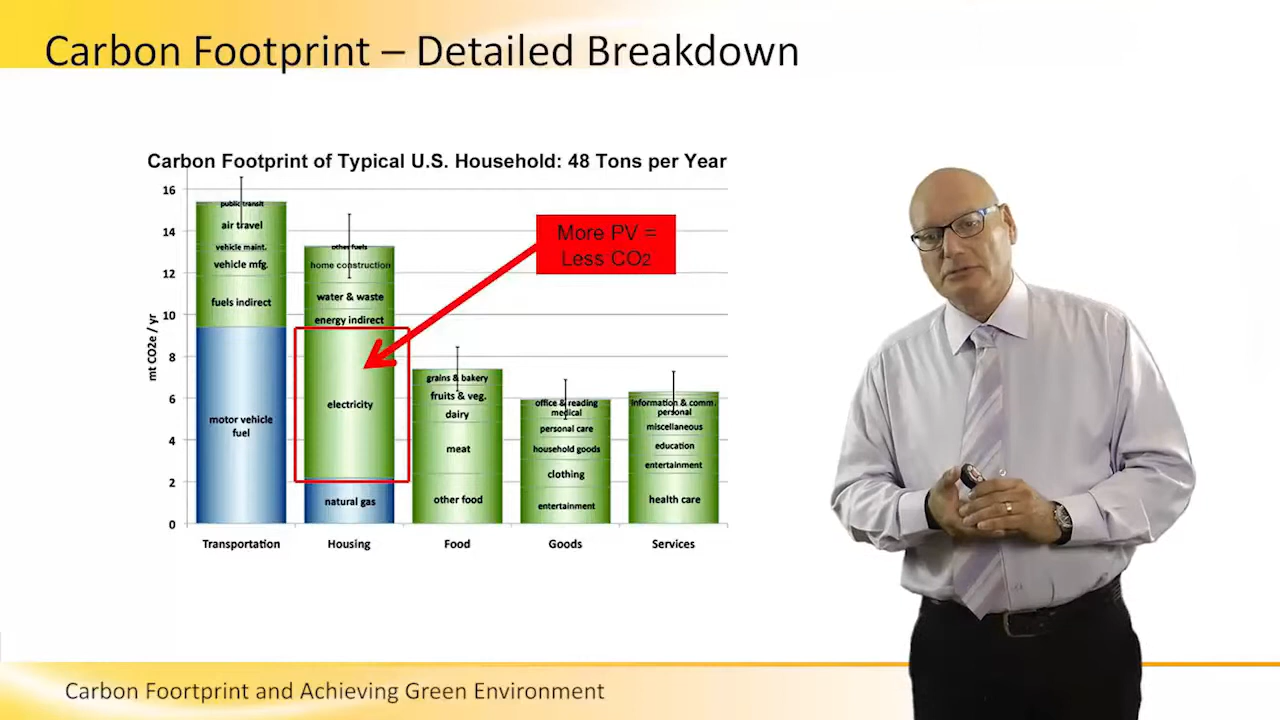 Carbon Footprint – Detailed Breakdown
Carbon Footprint of Typical U.S. Household: 48 Tons per Year
mt CO2e / yr
16
14
12
10
8
6
4
2
0
public transit
air travel
vehicle maint.
vehicle mfg.
fuels indirect
motor vehicle
fuel
other fuels
home construction
water & waste
energy indirect
electricity
natural gas
More PV =
Less CO2
grains & bakery
fruits & veg.
dairy
meat
other food
office & reading
medical
personal care
household goods
clothing
entertainment
information & comm.
personal
miscellaneous
education
entertainment
health care
Transportation
Housing
Food
Goods
Services
Carbon Foortprint and Achieving Green Environment